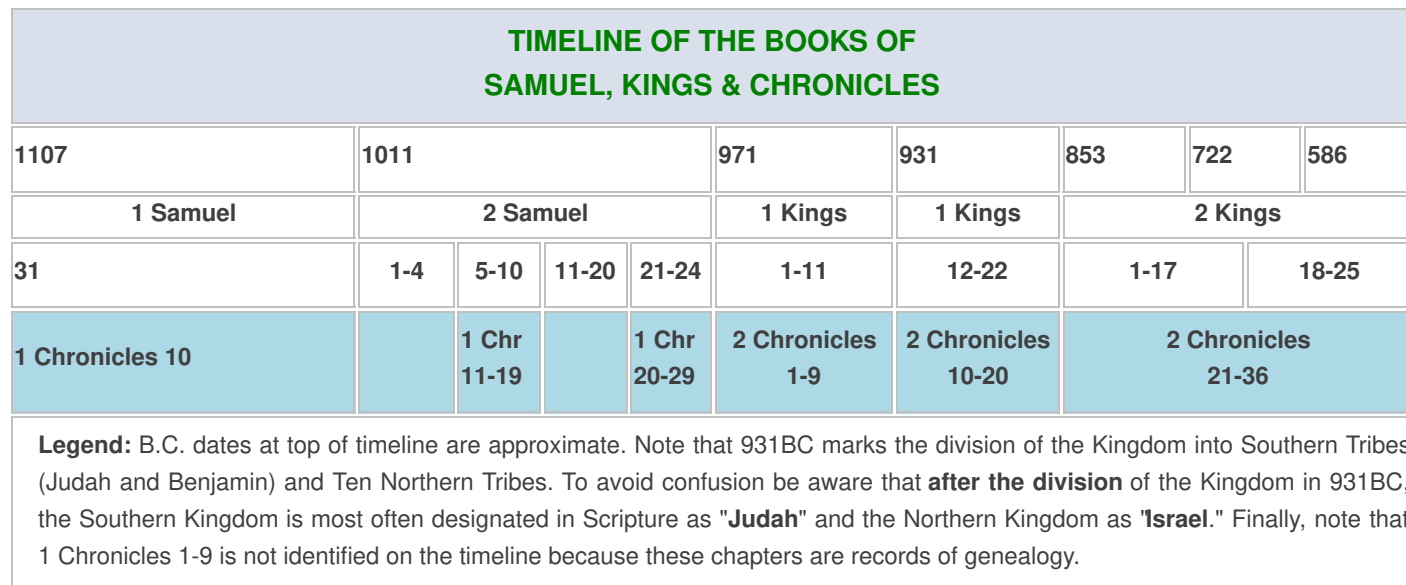 TIMELINE OF THE BOOKS OF
SAMUEL, KINGS & CHRONICLES
1107 1011 971 931 853 722 586
1 Samuel 2 Samuel 1 Kings 1 Kings 2 Kings
31 1-4 5-10 11-20 21-24 1-11 12-22 1-17 18-25
1 Chronicles 10 1 Chr 1 Chr 2 Chronicles 2 Chronicles 2 Chronicles
11-19 20-29 1-9 10-20 21-36
Legend: B.C. dates at top of timeline are approximate. Note that 931BC marks the division of the Kingdom into Southern Tribes
(Judah and Benjamin) and Ten Northern Tribes. To avoid confusion be aware that after the division of the Kingdom in 931BC,
the Southern Kingdom is most often designated in Scripture as "Judah" and the Northern Kingdom as "Israel." Finally, note that
1 Chronicles 1-9 is not identified on the timeline because these chapters are records of genealogy.